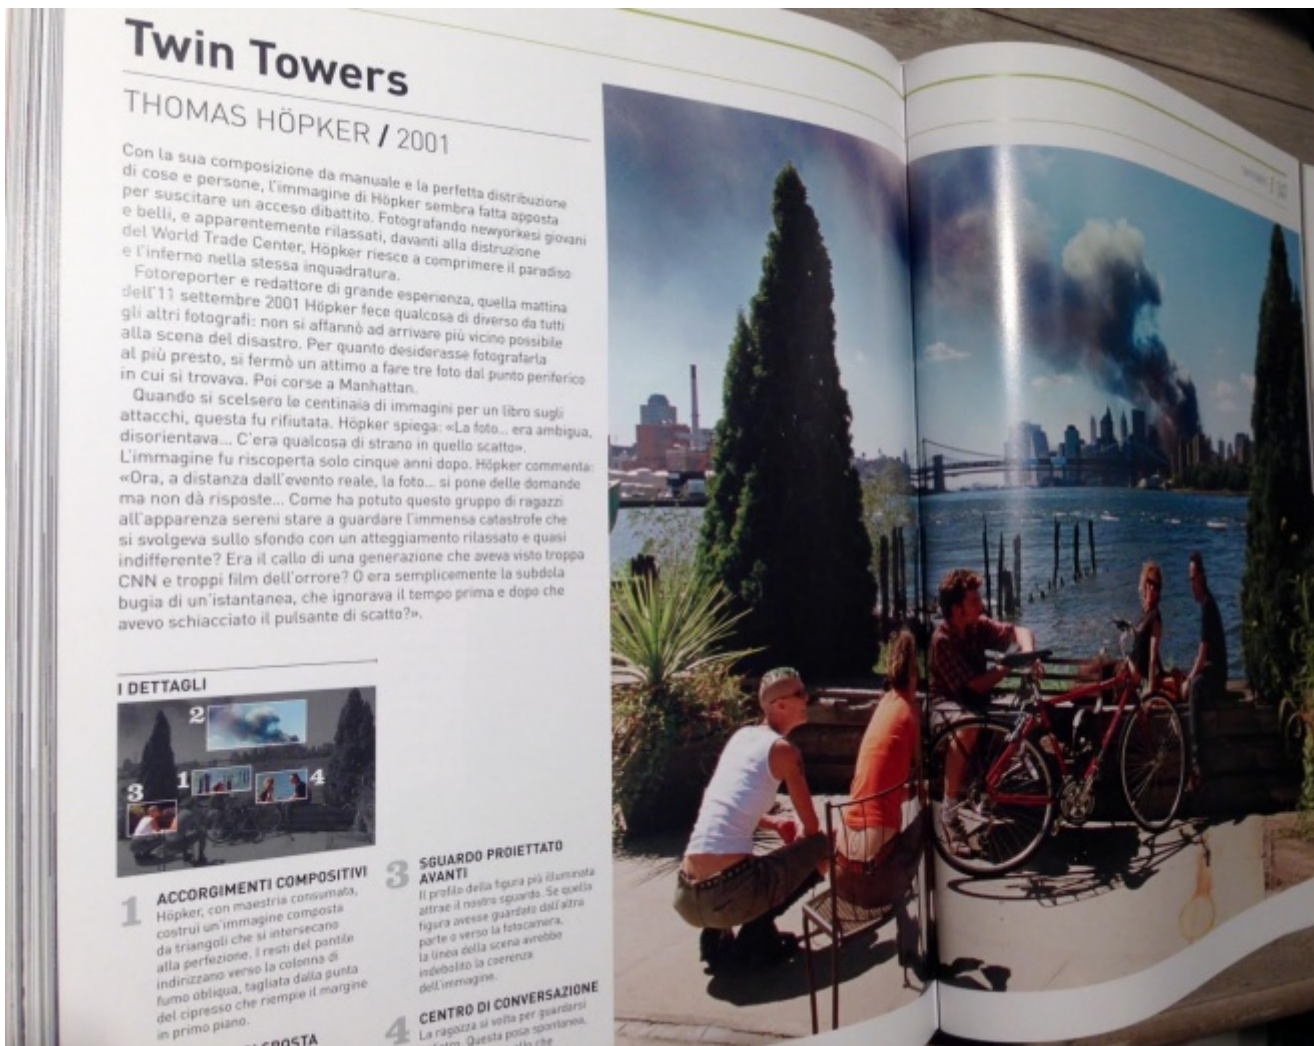 Twin Towers
THOMAS HÖPKER / 2001
Con la sua composizione da manuale e la perfetta distribuzione
di cose e persone, l'immagine di Höpker sembra fatta apposta
per suscitare un acceso dibattito. Fotografando newyorkesi giovani
e belli, e apparentemente rilassati, davanti alla distruzione
del World Trade Center, Höpker riesce a comprimere il paradiso
e l'inferno nella stessa inquadratura.
Fotoreporter e redattore di grande esperienza, quella mattina
dell'11 settembre 2001 Höpker fece qualcosa di diverso da tutti
gli altri fotografi: non si affannò ad arrivare più vicino possibile
alla scena del disastro. Per quanto desiderasse fotografarla
al più presto, si fermò un attimo a fare tre foto dal punto periferico
in cui si trovava. Poi corse a Manhattan.
Quando si scelsero le centinaia di immagini per un libro sugli
attacchi, questa fu rifiutata. Höpker spiega: «La foto... era ambigua,
disorientava... C'era qualcosa di strano in quello scatto».
L'immagine fu riscoperta solo cinque anni dopo. Höpker commenta:
«Ora, a distanza dall'evento reale, la foto... si pone delle domande
ma non dà risposte... Come ha potuto questo gruppo di ragazzi
all'apparenza sereni stare a guardare l'immensa catastrofe che
si svolgeva sullo sfondo con un atteggiamento rilassato e quasi
indifferente? Era il callo di una generazione che aveva visto troppa
CNN e troppi film dell'orrore? O era semplicemente la subdola
bugia di un'istantanea, che ignorava il tempo prima e dopo che
avevo schiacciato il pulsante di scatto?».
I DETTAGLI
2
1
4
3
1 ACCORGIMENTI COMPOSITIVI
Höpker, con maestria consumata,
costruì un'immagine composta
da triangoli che si intersecano
alla perfezione. I resti del pontile
indirizzano verso la colonna di
fumo obliqua, tagliata dalla punta
del cipresso che riempie il margine
in primo piano.
3 SGUARDO PROIETTATO
AVANTI
Il profilo della figura più illuminata
attrae il nostro sguardo. Se quella
figura avesse guardato dall'altra
parte o verso la fotocamera,
la linea della scena avrebbe
indebolito la coerenza
dell'immagine.
4 CENTRO DI CONVERSAZIONE
La ragazza si volta per guardarsi
Questa posa spontanea,
che